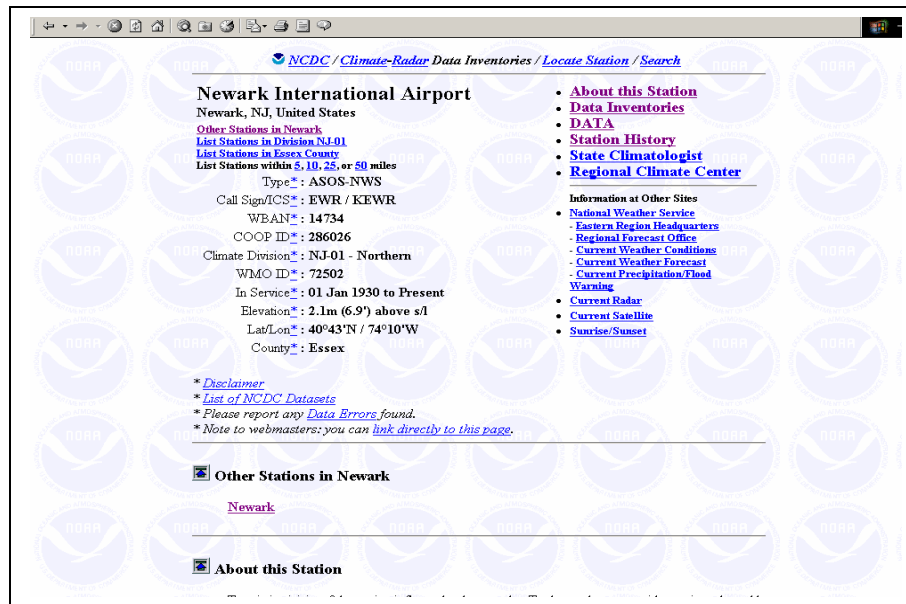 NCDC / Climate-Radar Data Inventories / Locate Station / Search
Newark International Airport
Newark, NJ, United States
Other Stations in Newark
List Stations in Division NJ-01
List Stations in Essex County
List Stations within 5, 10, 25, or 50 miles
Type* : ASOS-NWS
Call Sign/ICS* : EWR / KEWR
WBAN* : 14734
COOP ID* : 286026
Climate Division* : NJ-01 - Northern
WMO ID* : 72502
In Service* : 01 Jan 1930 to Present
Elevation* : 2.1m (6.9') above s/l
Lat/Lon* : 40°43'N / 74°10'W
County* : Essex
• About this Station
• Data Inventories
• DATA
• Station History
• State Climatologist
• Regional Climate Center
Information at Other Sites
• National Weather Service
- Eastern Region Headquarters
- Regional Forecast Office
- Current Weather Conditions
- Current Weather Forecast
- Current Precipitation/Flood
Warning
• Current Radar
• Current Satellite
• Sunrise/Sunset
* Disclaimer
* List of NCDC Datasets
* Please report any Data Errors found.
* Note to webmasters: you can link directly to this page.
Other Stations in Newark
Newark
About this Station